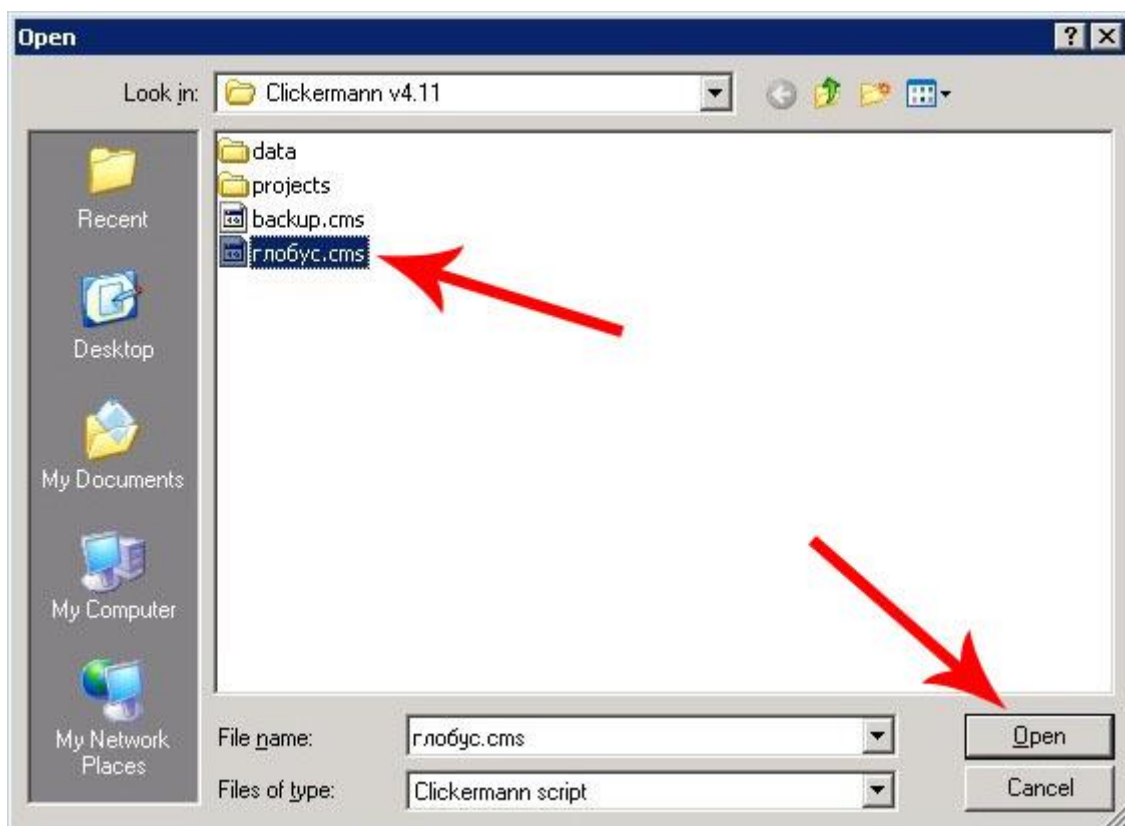 Open
Look in: Clickermann v4.11
data
projects
backup.cms
глобус.cms
Recent
Desktop
My Documents
My Computer
My Network
Places
File name: глобус.cms Open
Files of type: Clickermann script Cancel